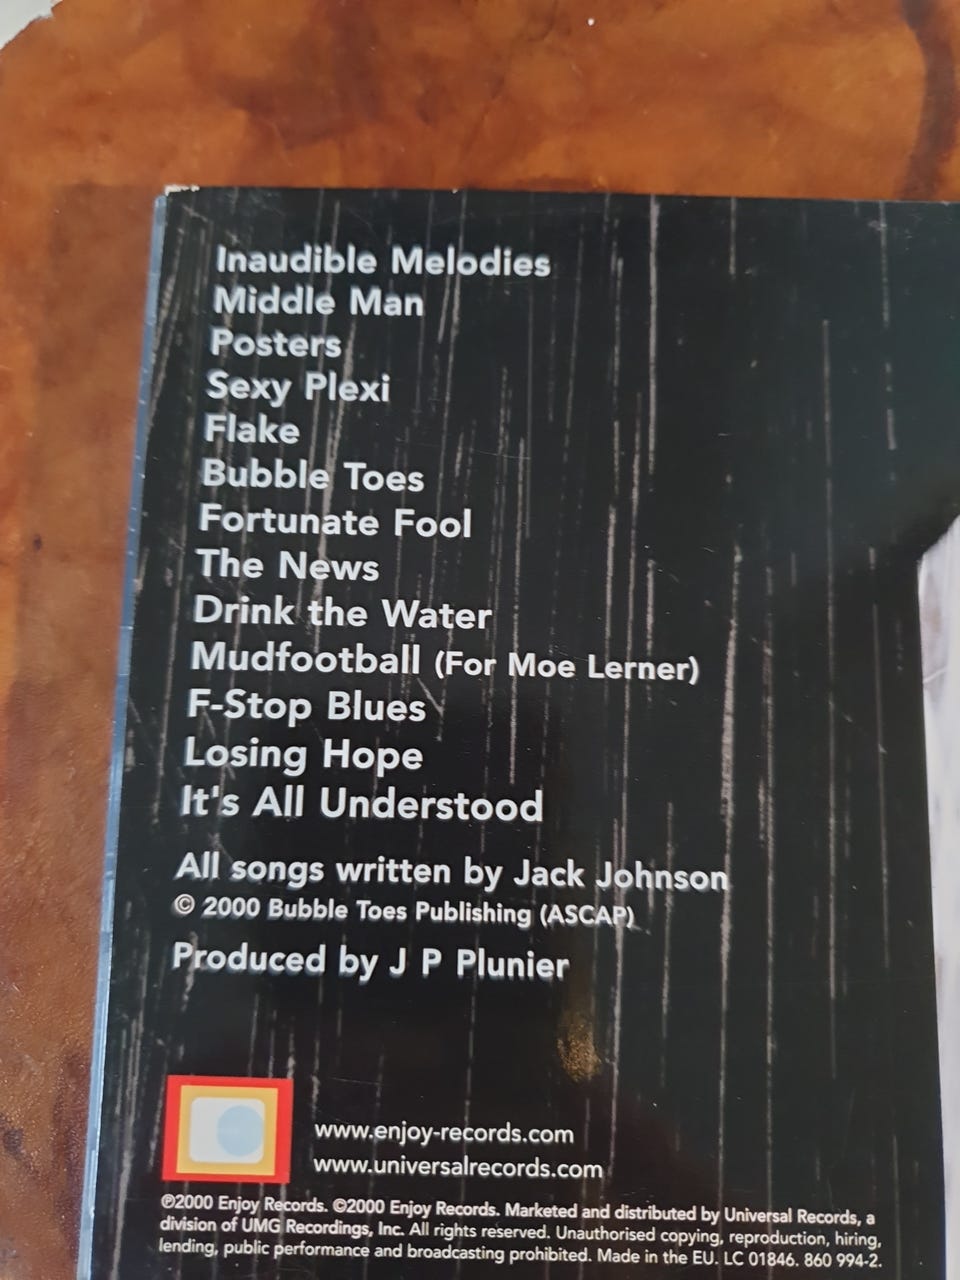 Inaudible Melodies
Middle Man
Posters
Sexy Plexi
Flake
Bubble Toes
Fortunate Fool
The News
Drink the Water
Mudfootball (For Moe Lerner)
F-Stop Blues
Losing Hope
It's All Understood
All songs written by Jack Johnson
© 2000 Bubble Toes Publishing (ASCAP)
Produced by J P Plunier
www.enjoy-records.com
www.universalrecords.com
℗2000 Enjoy Records. ©2000 Enjoy Records. Marketed and distributed by Universal Records, a
division of UMG Recordings, Inc. All rights reserved. Unauthorised copying, reproduction, hiring,
lending, public performance and broadcasting prohibited. Made in the EU. LC 01846. 860 994-2.